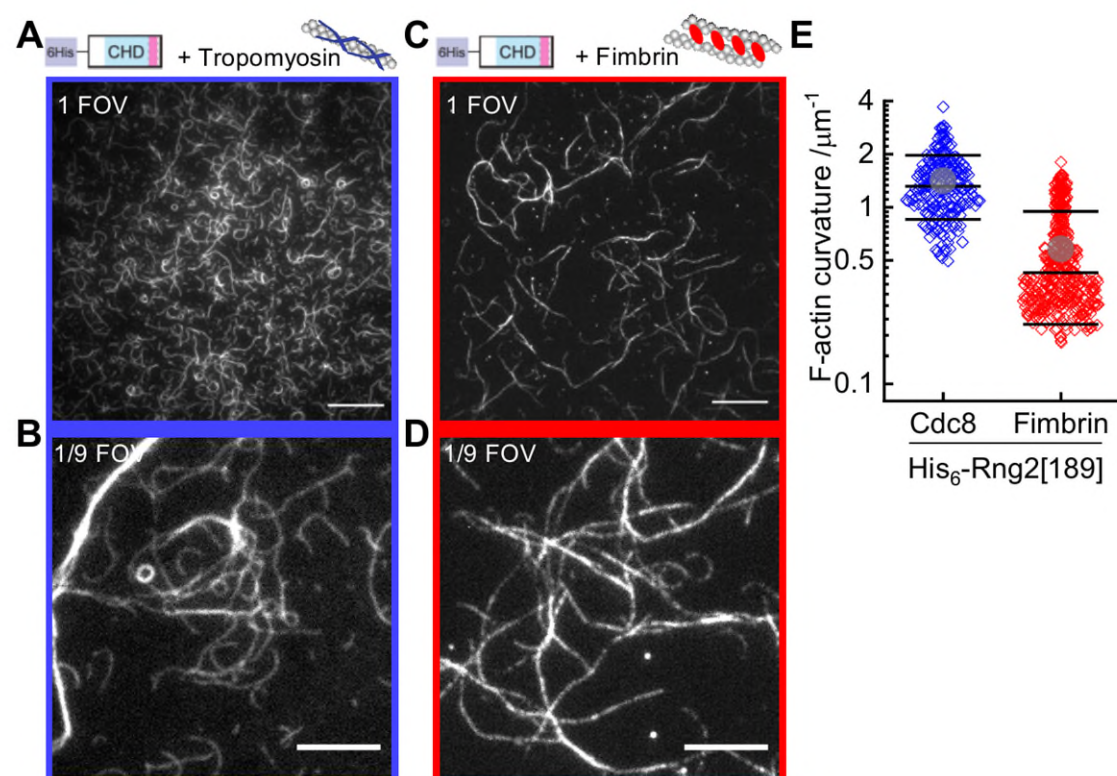 A
6His
CHD
+ Tropomyosin
1 FOV
B
1/9 FOV
C
6His
CHD
+ Fimbrin
1 FOV
D
1/9 FOV
E
F-actin curvature /µm⁻¹
4
2
1
0.5
0.1
Cdc8 Fimbrin
His₆-Rng2[189]